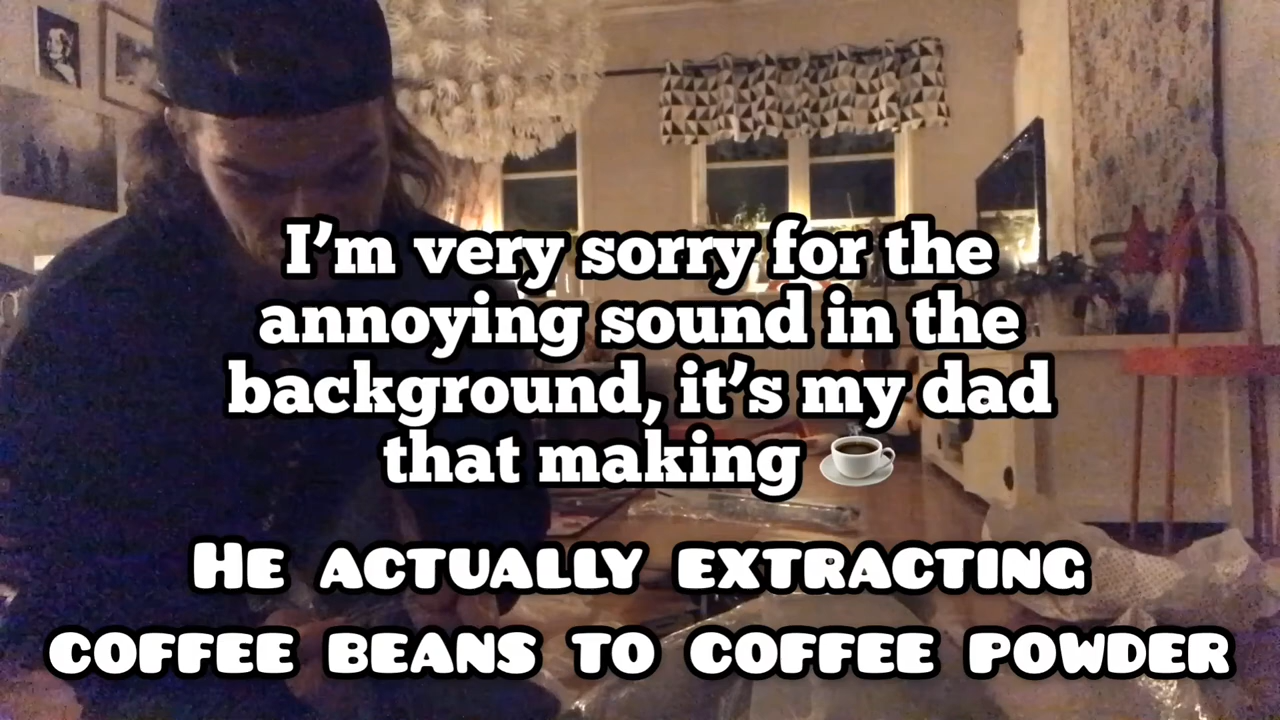 I’m very sorry for the
annoying sound in the
background, it’s my dad
that making ☕
He actually extracting
coffee beans to coffee powder